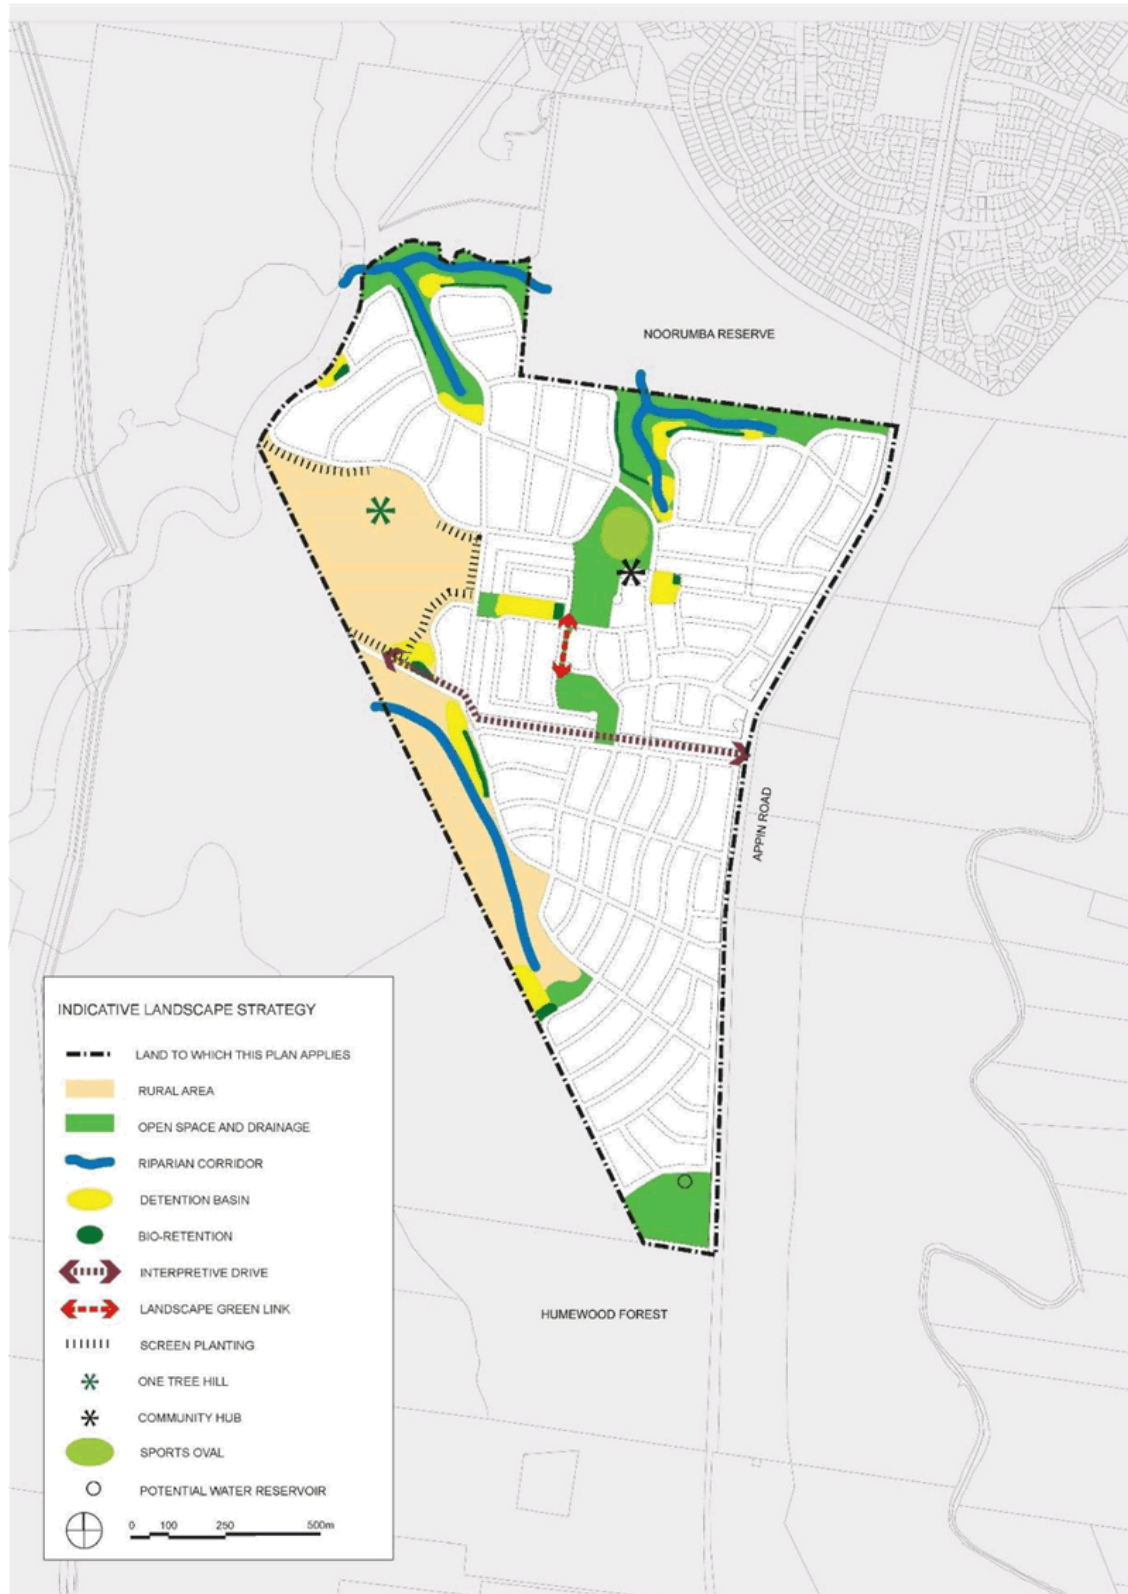 NOORUMBA RESERVE
APPIN ROAD
HUMEWOOD FOREST
INDICATIVE LANDSCAPE STRATEGY
LAND TO WHICH THIS PLAN APPLIES
RURAL AREA
OPEN SPACE AND DRAINAGE
RIPARIAN CORRIDOR
DETENTION BASIN
BIO-RETENTION
INTERPRETIVE DRIVE
LANDSCAPE GREEN LINK
SCREEN PLANTING
ONE TREE HILL
COMMUNITY HUB
SPORTS OVAL
POTENTIAL WATER RESERVOIR
0 100 250 500m